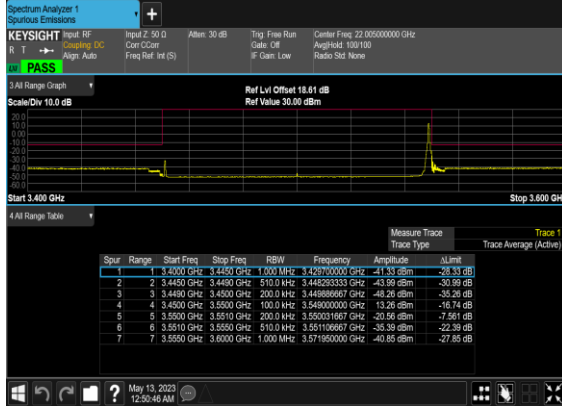 Spectrum Analyzer 1
Spurious Emissions
+
KEYSIGHT Input: RF Input Z: 50 Ω Atten: 30 dB Trig: Free Run Center Freq: 22.005000000 GHz
R T Coupling: DC Corr CCorr Gate: Off Avg|Hold: 100/100
Align: Auto Freq Ref: Int (S) IF Gain: Low Radio Std: None
PASS
3 All Range Graph Ref Lvl Offset 18.61 dB
Scale/Div 10.0 dB Ref Value 30.00 dBm
20.0
10.0
0.00
-10.0
-20.0
-30.0
-40.0
-50.0
-60.0
Start 3.400 GHz Stop 3.600 GH
4 All Range Table
Measure Trace Trace 1
Trace Type Trace Average (Active)
Spur Range Start Freq Stop Freq RBW Frequency Amplitude ΔLimit
1 1 3.4000 GHz 3.4450 GHz 1.000 MHz 3.429700000 GHz -41.33 dBm -28.33 dB
2 2 3.4450 GHz 3.4490 GHz 510.0 kHz 3.448293333 GHz -43.99 dBm -30.99 dB
3 3 3.4490 GHz 3.4500 GHz 200.0 kHz 3.449886667 GHz -48.26 dBm -35.26 dB
4 4 3.4500 GHz 3.5500 GHz 100.0 kHz 3.549000000 GHz 13.26 dBm -16.74 dB
5 5 3.5500 GHz 3.5510 GHz 200.0 kHz 3.550031667 GHz -20.56 dBm -7.561 dB
6 6 3.5510 GHz 3.5550 GHz 510.0 kHz 3.551106667 GHz -35.39 dBm -22.39 dB
7 7 3.5550 GHz 3.6000 GHz 1.000 MHz 3.571950000 GHz -40.85 dBm -27.85 dB
? May 13, 2023
12:50:46 AM